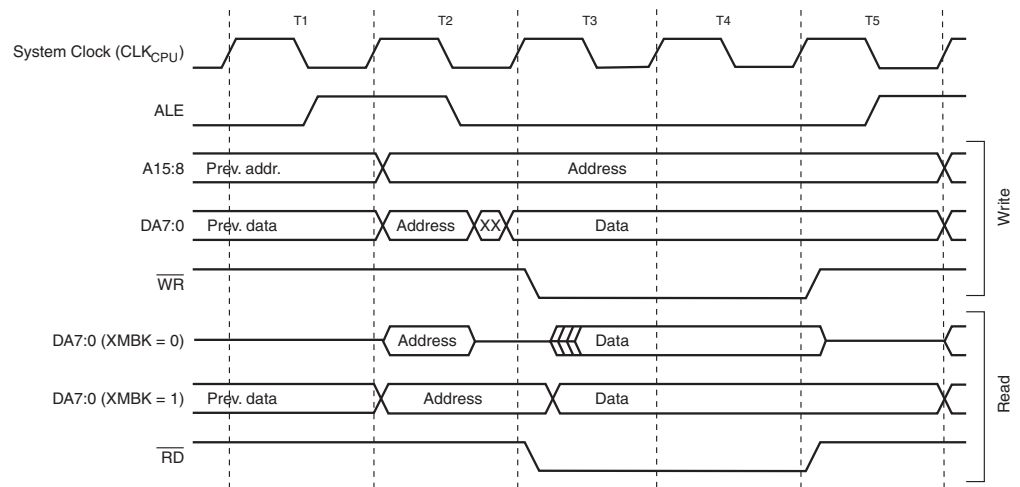 T1 T2 T3 T4 T5
System Clock (CLKCPU)
ALE
A15:8 Prev. addr. Address
DA7:0 Prev. data Address XX Data
WR
DA7:0 (XMBK = 0) Address Data
DA7:0 (XMBK = 1) Prev. data Address Data
RD
Write
Read